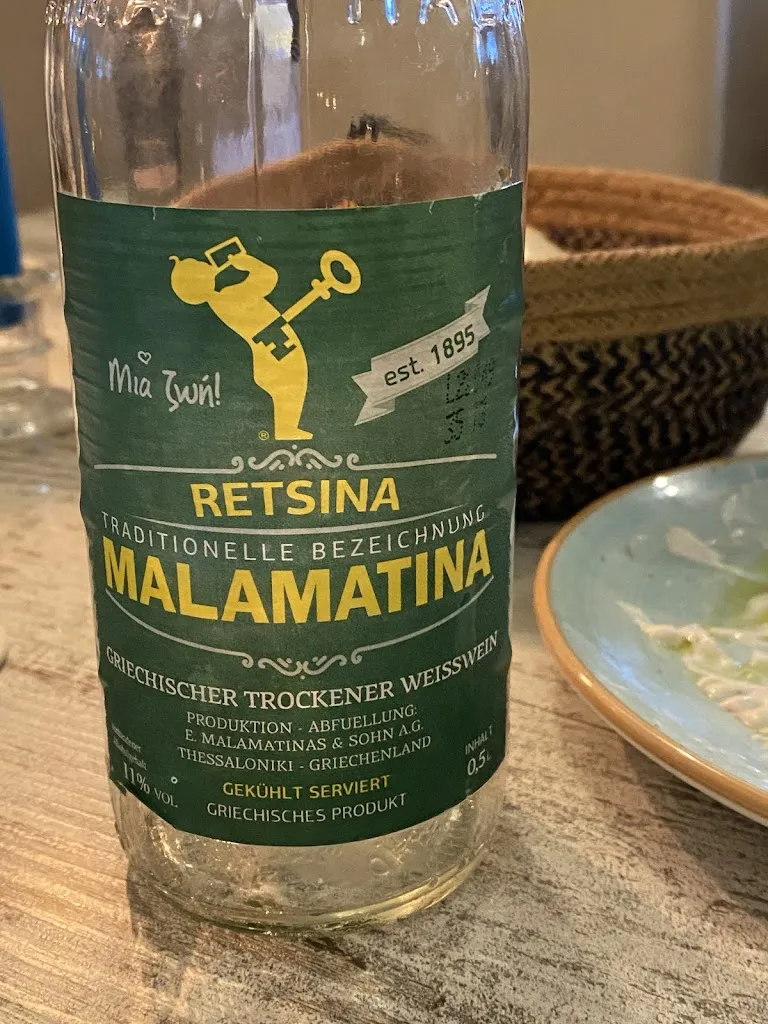 Μια ζωή!
est. 1895
®
RETSINA
TRADITIONELLE BEZEICHNUNG
MALAMATINA
GRIECHISCHER TROCKENER WEISSWEIN
PRODUKTION - ABFUELLUNG:
E. MALAMATINAS & SOHN A.G.
THESSALONIKI - GRIECHENLAND
11% VOL
INHALT
0,5L
GEKÜHLT SERVIERT
GRIECHISCHES PRODUKT